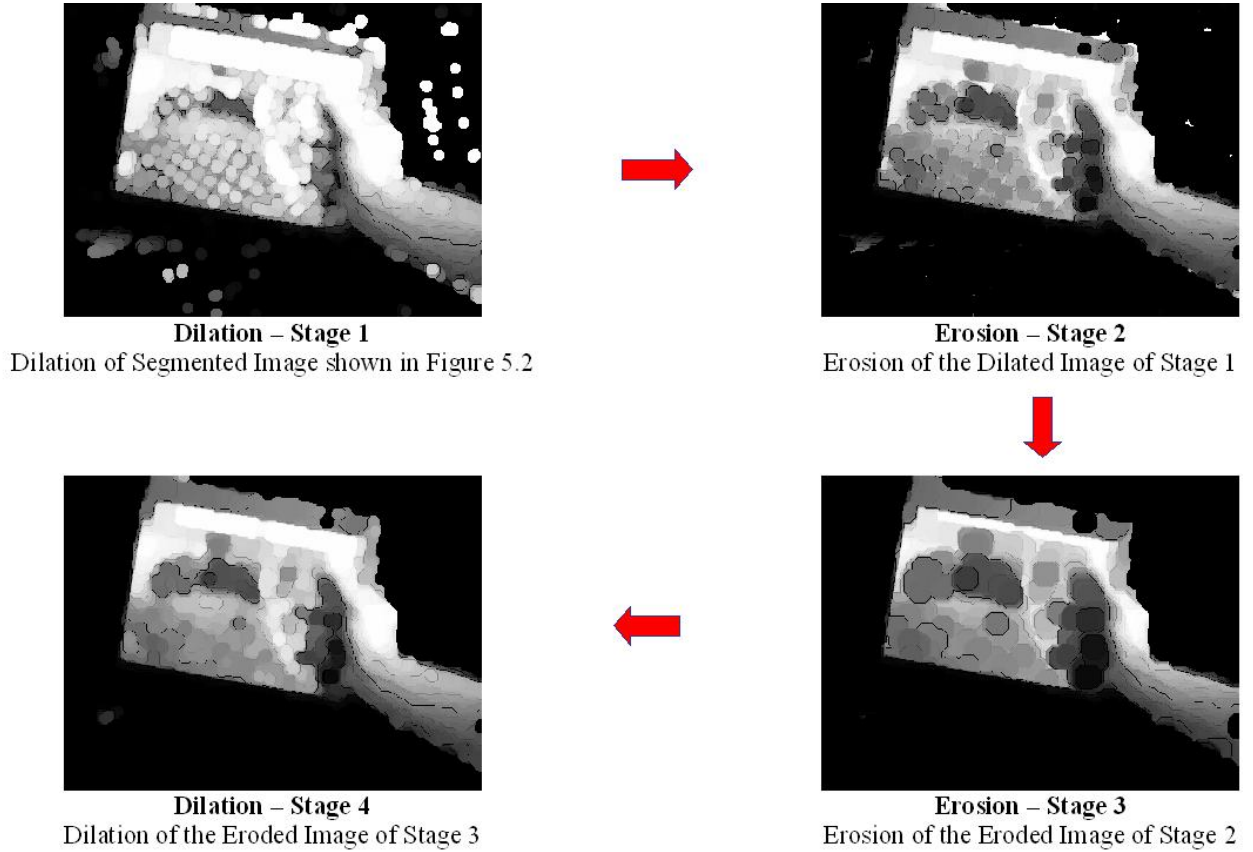 Dilation – Stage 1
Dilation of Segmented Image shown in Figure 5.2
Erosion – Stage 2
Erosion of the Dilated Image of Stage 1
Dilation – Stage 4
Dilation of the Eroded Image of Stage 3
Erosion – Stage 3
Erosion of the Eroded Image of Stage 2